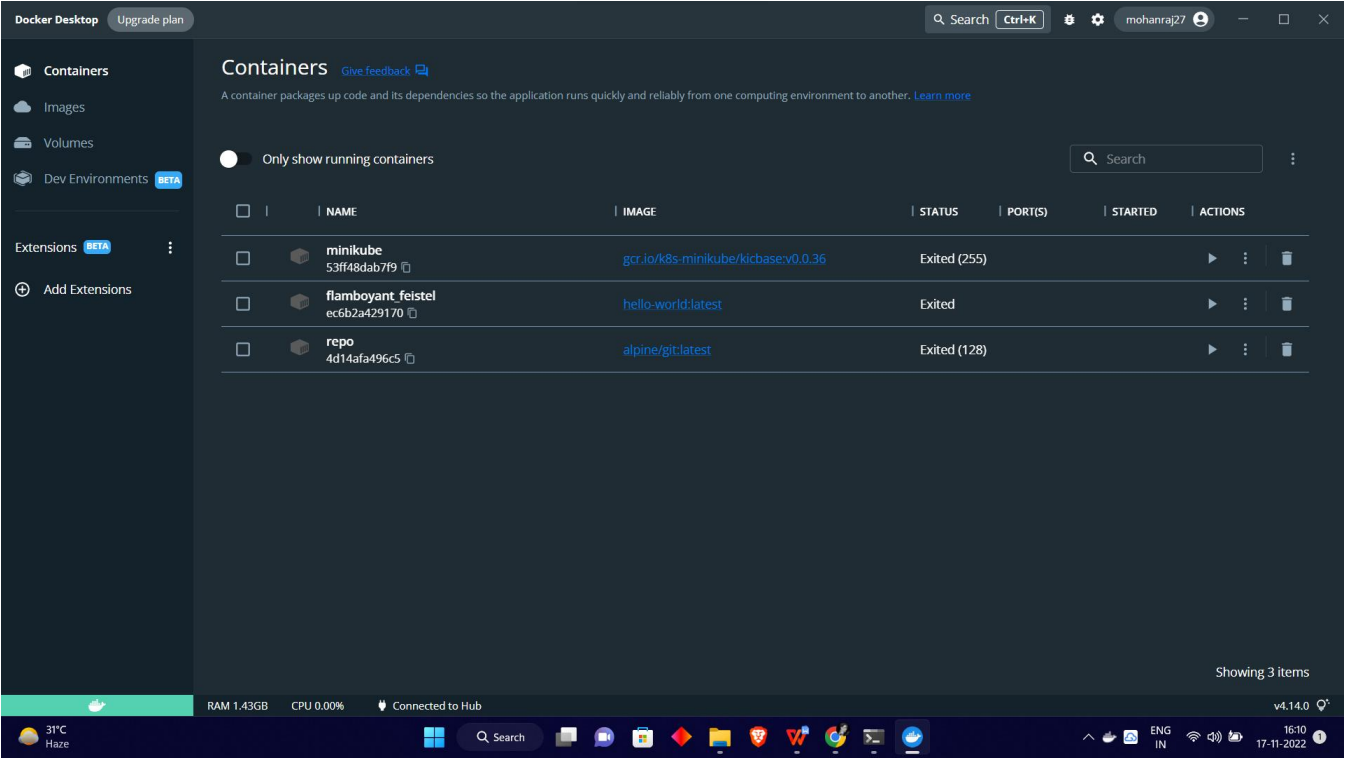 Docker Desktop Upgrade plan Search Ctrl+K mohanraj27
Containers
Images
Volumes
Dev Environments BETA
Extensions BETA
Add Extensions
Containers Give feedback
A container packages up code and its dependencies so the application runs quickly and reliably from one computing environment to another. Learn more
Only show running containers Search
NAME IMAGE STATUS PORT(S) STARTED ACTIONS
minikube
53ff48dab7f9 gcr.io/k8s-minikube/kicbase:v0.0.36 Exited (255)
flamboyant_feistel
ec6b2a429170 hello-world:latest Exited
repo
4d14afa496c5 alpine/git:latest Exited (128)
Showing 3 items
RAM 1.43GB CPU 0.00% Connected to Hub v4.14.0
31°C
Haze
Search
ENG
IN
16:10
17-11-2022
1